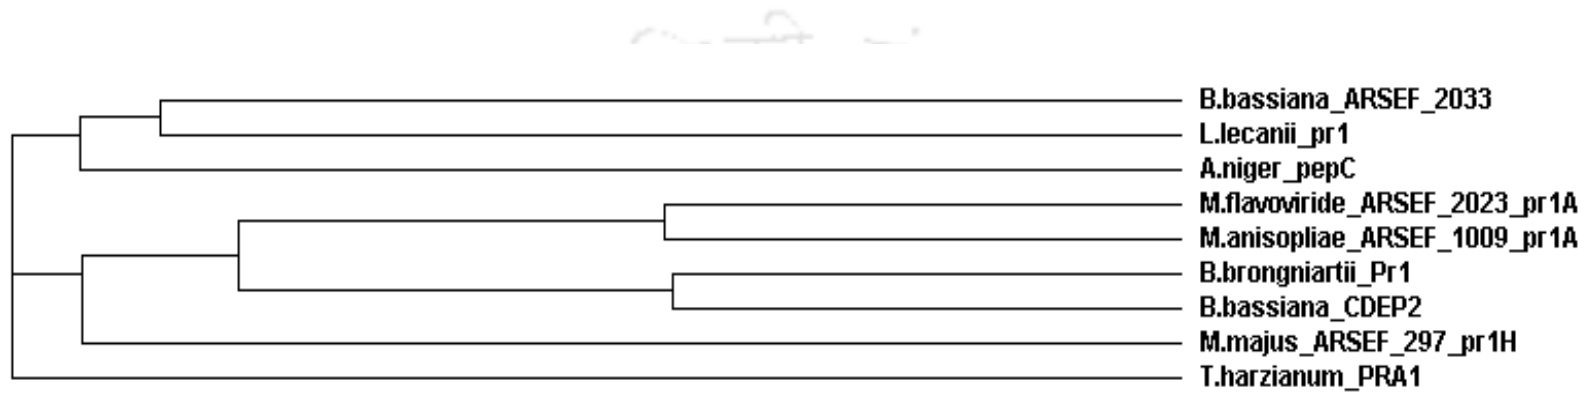 B.bassiana_ARSEF_2033
L.lecanii_pr1
A.niger_pepC
M.flavoviride_ARSEF_2023_pr1A
M.anisopliae_ARSEF_1009_pr1A
B.brongniartii_Pr1
B.bassiana_CDEP2
M.majus_ARSEF_297_pr1H
T.harzianum_PRA1